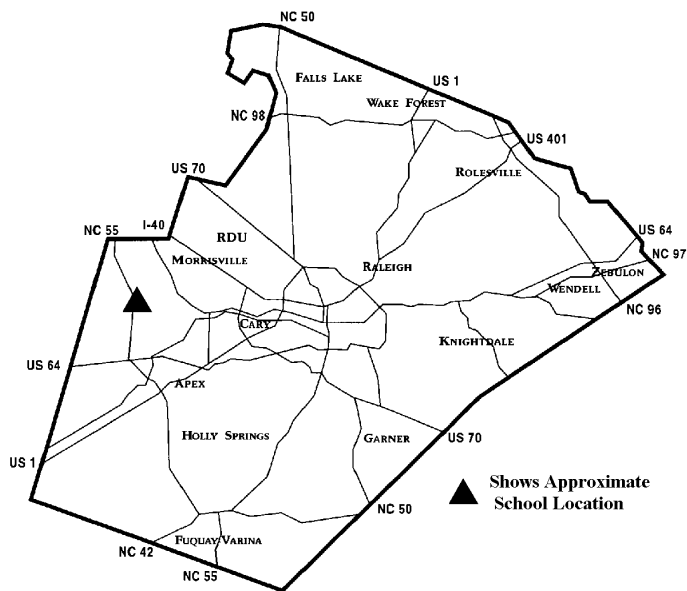 NC 50
FALLS LAKE
US 1
WAKE FOREST
NC 98
US 401
US 70
ROLESVILLE
NC 55
I-40
RDU
US 64
MORRISVILLE
RALEIGH
NC 97
ZEBULON
WENDELL
NC 96
CARY
KNIGHTDALE
US 64
APEX
HOLLY SPRINGS
GARNER
US 70
US 1
Shows Approximate
School Location
NC 50
FUQUAY-VARINA
NC 42
NC 55